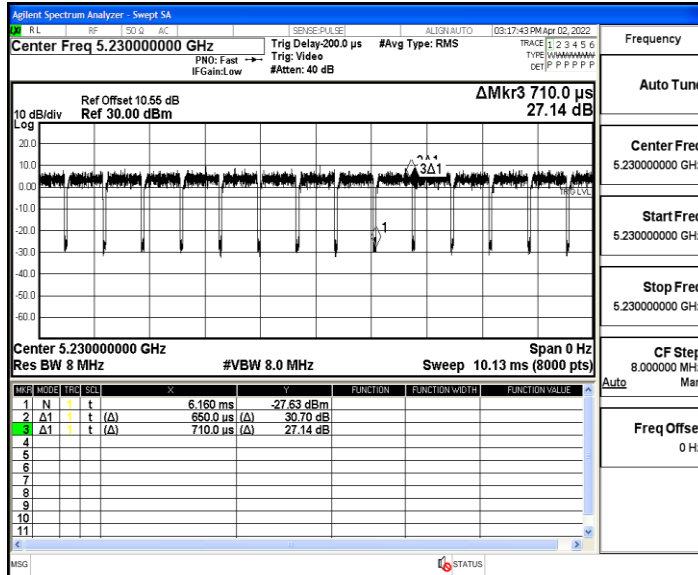 Agilent Spectrum Analyzer - Swept SA
RL RF 50 Ω AC SENSE:PULSE ALIGNAUTO 03:17:43 PM Apr 02, 2022
Center Freq 5.230000000 GHz
PNO: Fast
IFGain:Low
Trig Delay-200.0 µs
Trig: Video
#Atten: 40 dB
#Avg Type: RMS
TRACE 1 2 3 4 5 6
TYPE WWWWWW
DET P P P P P P
ΔMkr3 710.0 µs
27.14 dB
Ref Offset 10.55 dB
10 dB/div Ref 30.00 dBm
Log
20.0
10.0
0.00
-10.0
-20.0
-30.0
-40.0
-50.0
-60.0
3Δ1
TRIG LVL
1
Center 5.230000000 GHz Span 0 Hz
Res BW 8 MHz #VBW 8.0 MHz Sweep 10.13 ms (8000 pts)
MKR MODE TRC SCL X Y FUNCTION FUNCTION WIDTH FUNCTION VALUE
1 N 1 t 6.160 ms -27.63 dBm
2 Δ1 1 t (Δ) 650.0 µs (Δ) 30.70 dB
3 Δ1 1 t (Δ) 710.0 µs (Δ) 27.14 dB
4
5
6
7
8
9
10
11
MSG STATUS
Frequency
Auto Tune
Center Freq
5.230000000 GHz
Start Freq
5.230000000 GHz
Stop Freq
5.230000000 GHz
CF Step
8.000000 MHz
Auto Man
Freq Offset
0 Hz